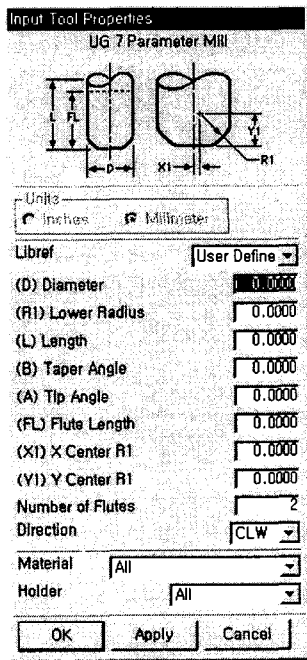 Input Tool Properties
UG 7 Parameter Mill
L FL D X1 Y1 R1
Units
Inches Millimeter
Libref User Define
(D) Diameter 0.0000
(R1) Lower Radius 0.0000
(L) Length 0.0000
(B) Taper Angle 0.0000
(A) Tip Angle 0.0000
(FL) Flute Length 0.0000
(X1) X Center R1 0.0000
(Y1) Y Center R1 0.0000
Number of Flutes 2
Direction CLW
Material All
Holder All
OK Apply Cancel